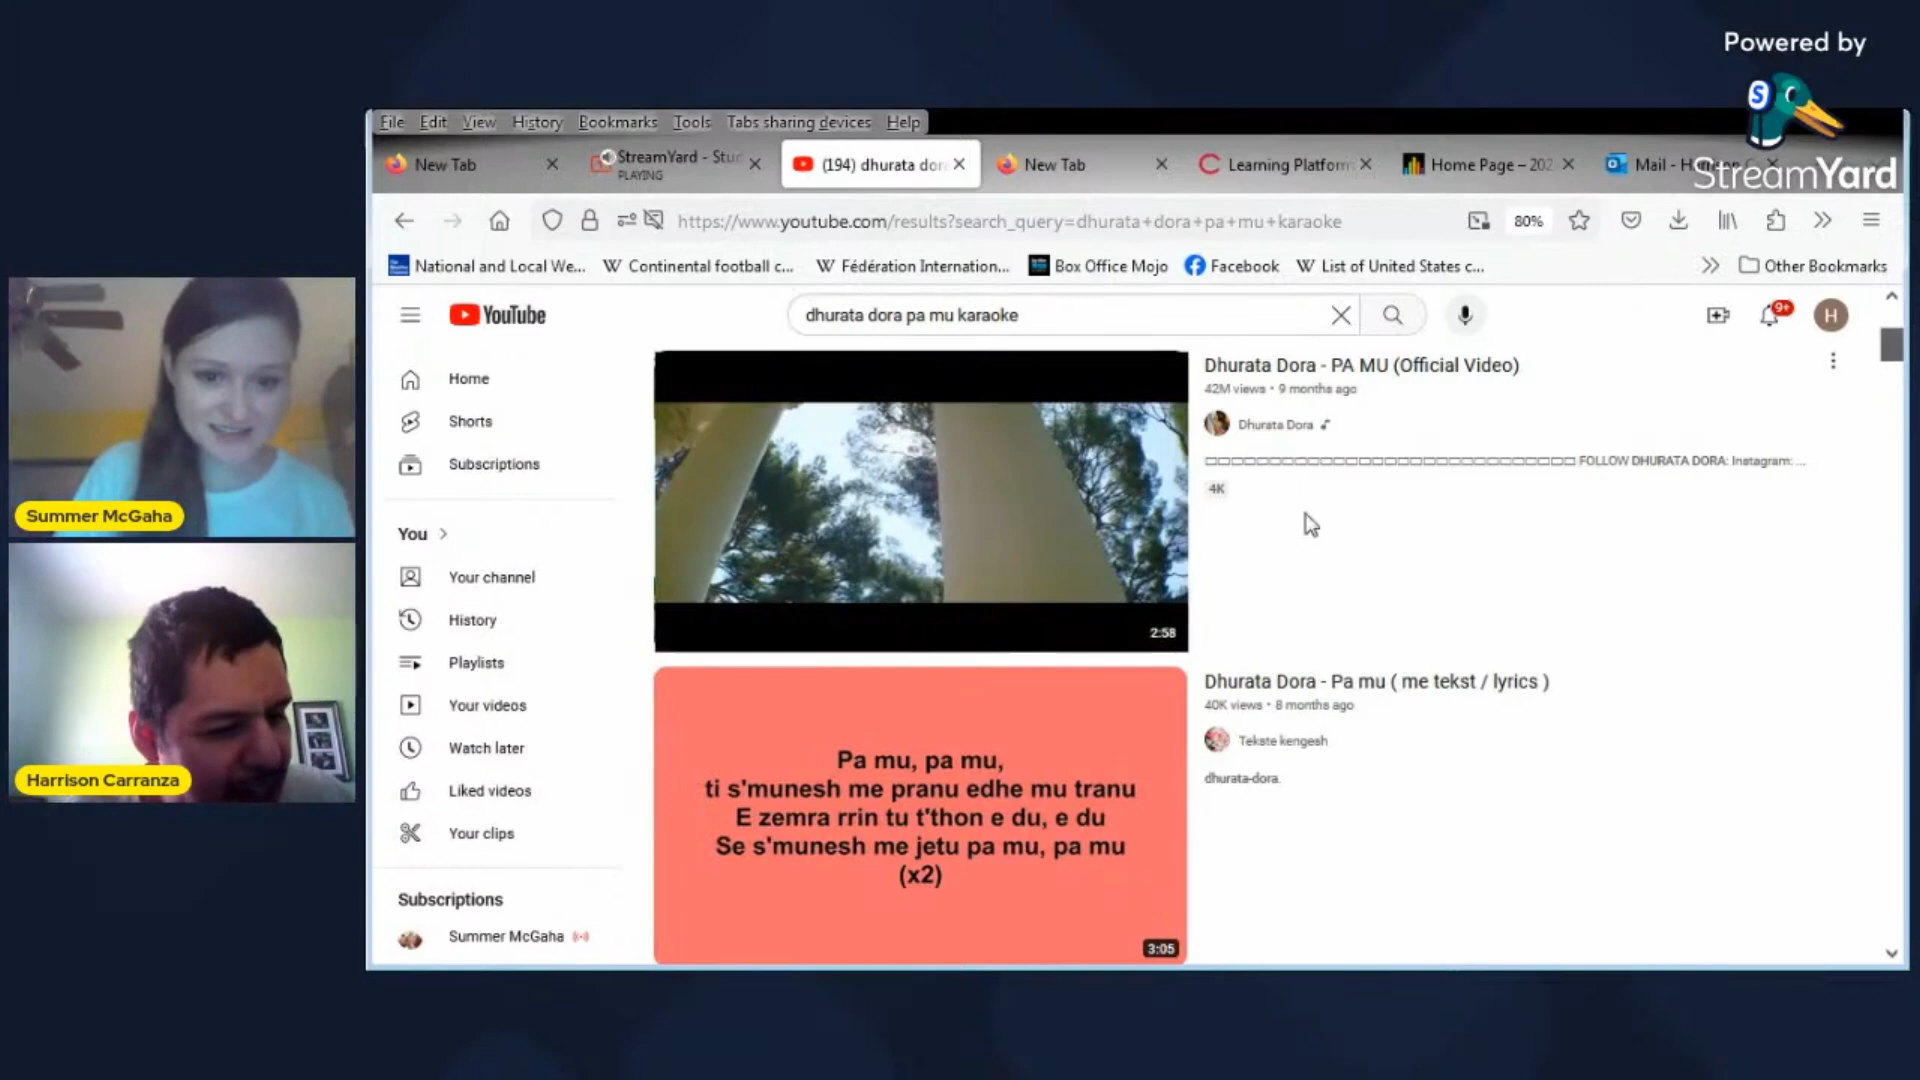 Powered by
StreamYard
File Edit View History Bookmarks Tools Tabs sharing devices Help
New Tab
StreamYard - Stu
PLAYING
(194) dhurata dor
New Tab
Learning Platform
Home Page – 202
Mail - H
https://www.youtube.com/results?search_query=dhurata+dora+pa+mu+karaoke
80%
National and Local We...
Continental football c...
Fédération Internation...
Box Office Mojo
Facebook
List of United States c...
Other Bookmarks
YouTube
dhurata dora pa mu karaoke
9+
H
Home
Shorts
Subscriptions
You
Your channel
History
Playlists
Your videos
Watch later
Liked videos
Your clips
Subscriptions
Summer McGaha
2:58
Dhurata Dora - PA MU (Official Video)
42M views • 9 months ago
Dhurata Dora
FOLLOW DHURATA DORA: Instagram: ...
4K
Pa mu, pa mu,
ti s'munesh me pranu edhe mu tranu
E zemra rrin tu t'thon e du, e du
Se s'munesh me jetu pa mu, pa mu
(x2)
3:05
Dhurata Dora - Pa mu ( me tekst / lyrics )
40K views • 8 months ago
Tekste kengesh
dhurata-dora.
Summer McGaha
Harrison Carranza